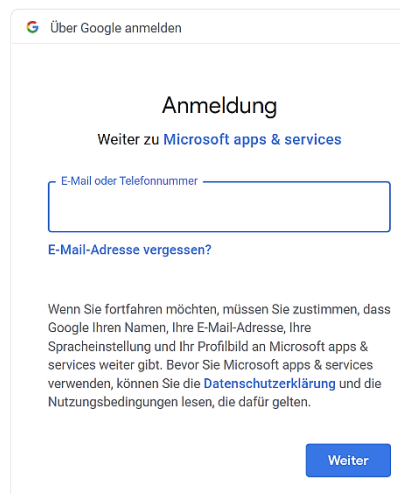 Über Google anmelden
Anmeldung
Weiter zu Microsoft apps & services
E-Mail oder Telefonnummer
E-Mail-Adresse vergessen?
Wenn Sie fortfahren möchten, müssen Sie zustimmen, dass
Google Ihren Namen, Ihre E-Mail-Adresse, Ihre
Spracheinstellung und Ihr Profilbild an Microsoft apps &
services weiter gibt. Bevor Sie Microsoft apps & services
verwenden, können Sie die Datenschutzerklärung und die
Nutzungsbedingungen lesen, die dafür gelten.
Weiter